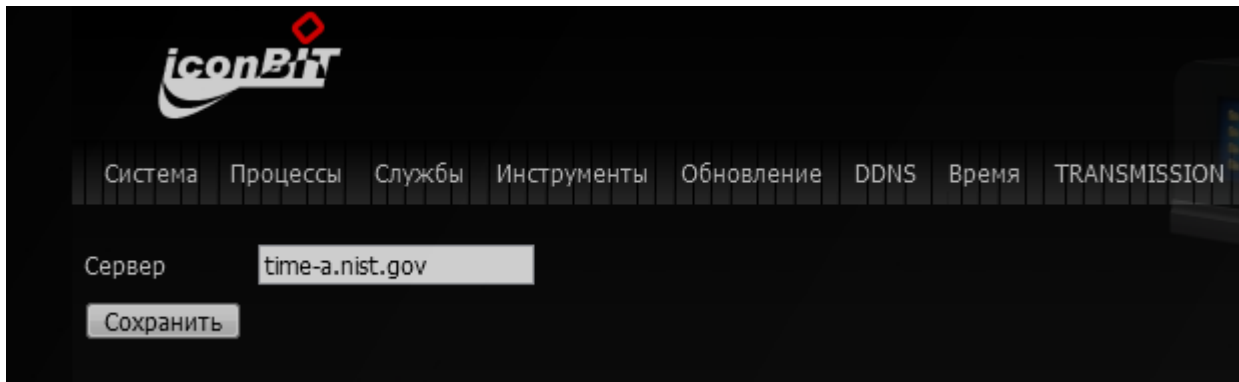 iconBiT
Система Процессы Службы Инструменты Обновление DDNS Время TRANSMISSION
Сервер time-a.nist.gov
Сохранить